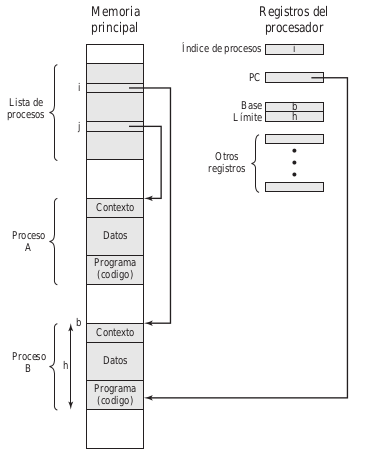 Memoria
principal
Registros del
procesador
Índice de procesos
i
PC
Base
b
Límite
h
Otros
registros
Lista de
procesos
i
j
Proceso
A
Contexto
Datos
Programa
(codigo)
b
Proceso
B
h
Contexto
Datos
Programa
(codigo)